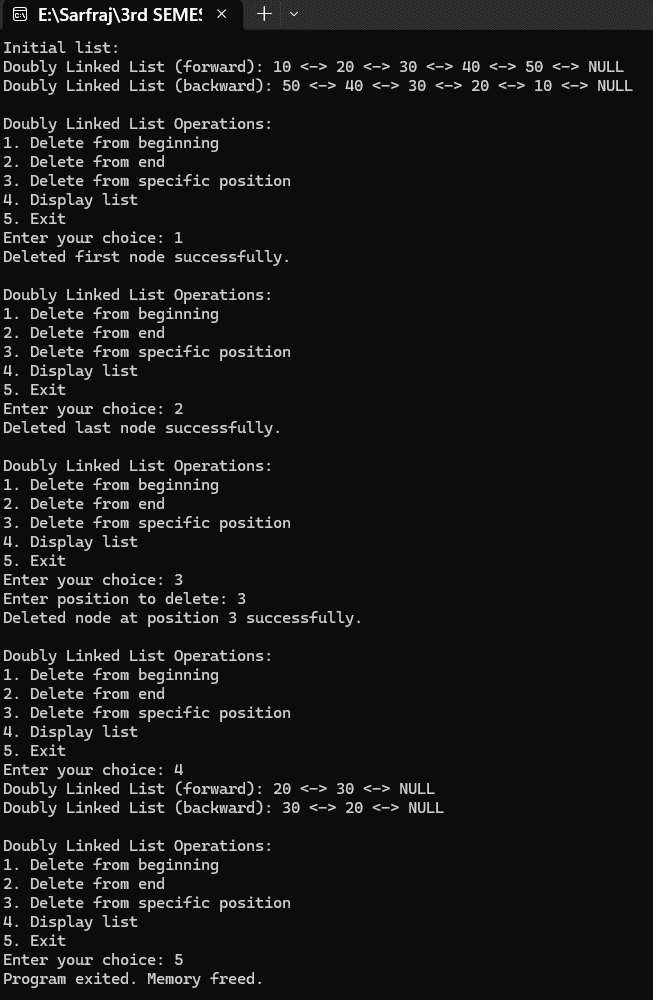 E:\Sarfraj\3rd SEMES
Initial list:
Doubly Linked List (forward): 10 <-> 20 <-> 30 <-> 40 <-> 50 <-> NULL
Doubly Linked List (backward): 50 <-> 40 <-> 30 <-> 20 <-> 10 <-> NULL
Doubly Linked List Operations:
1. Delete from beginning
2. Delete from end
3. Delete from specific position
4. Display list
5. Exit
Enter your choice: 1
Deleted first node successfully.
Doubly Linked List Operations:
1. Delete from beginning
2. Delete from end
3. Delete from specific position
4. Display list
5. Exit
Enter your choice: 2
Deleted last node successfully.
Doubly Linked List Operations:
1. Delete from beginning
2. Delete from end
3. Delete from specific position
4. Display list
5. Exit
Enter your choice: 3
Enter position to delete: 3
Deleted node at position 3 successfully.
Doubly Linked List Operations:
1. Delete from beginning
2. Delete from end
3. Delete from specific position
4. Display list
5. Exit
Enter your choice: 4
Doubly Linked List (forward): 20 <-> 30 <-> NULL
Doubly Linked List (backward): 30 <-> 20 <-> NULL
Doubly Linked List Operations:
1. Delete from beginning
2. Delete from end
3. Delete from specific position
4. Display list
5. Exit
Enter your choice: 5
Program exited. Memory freed.